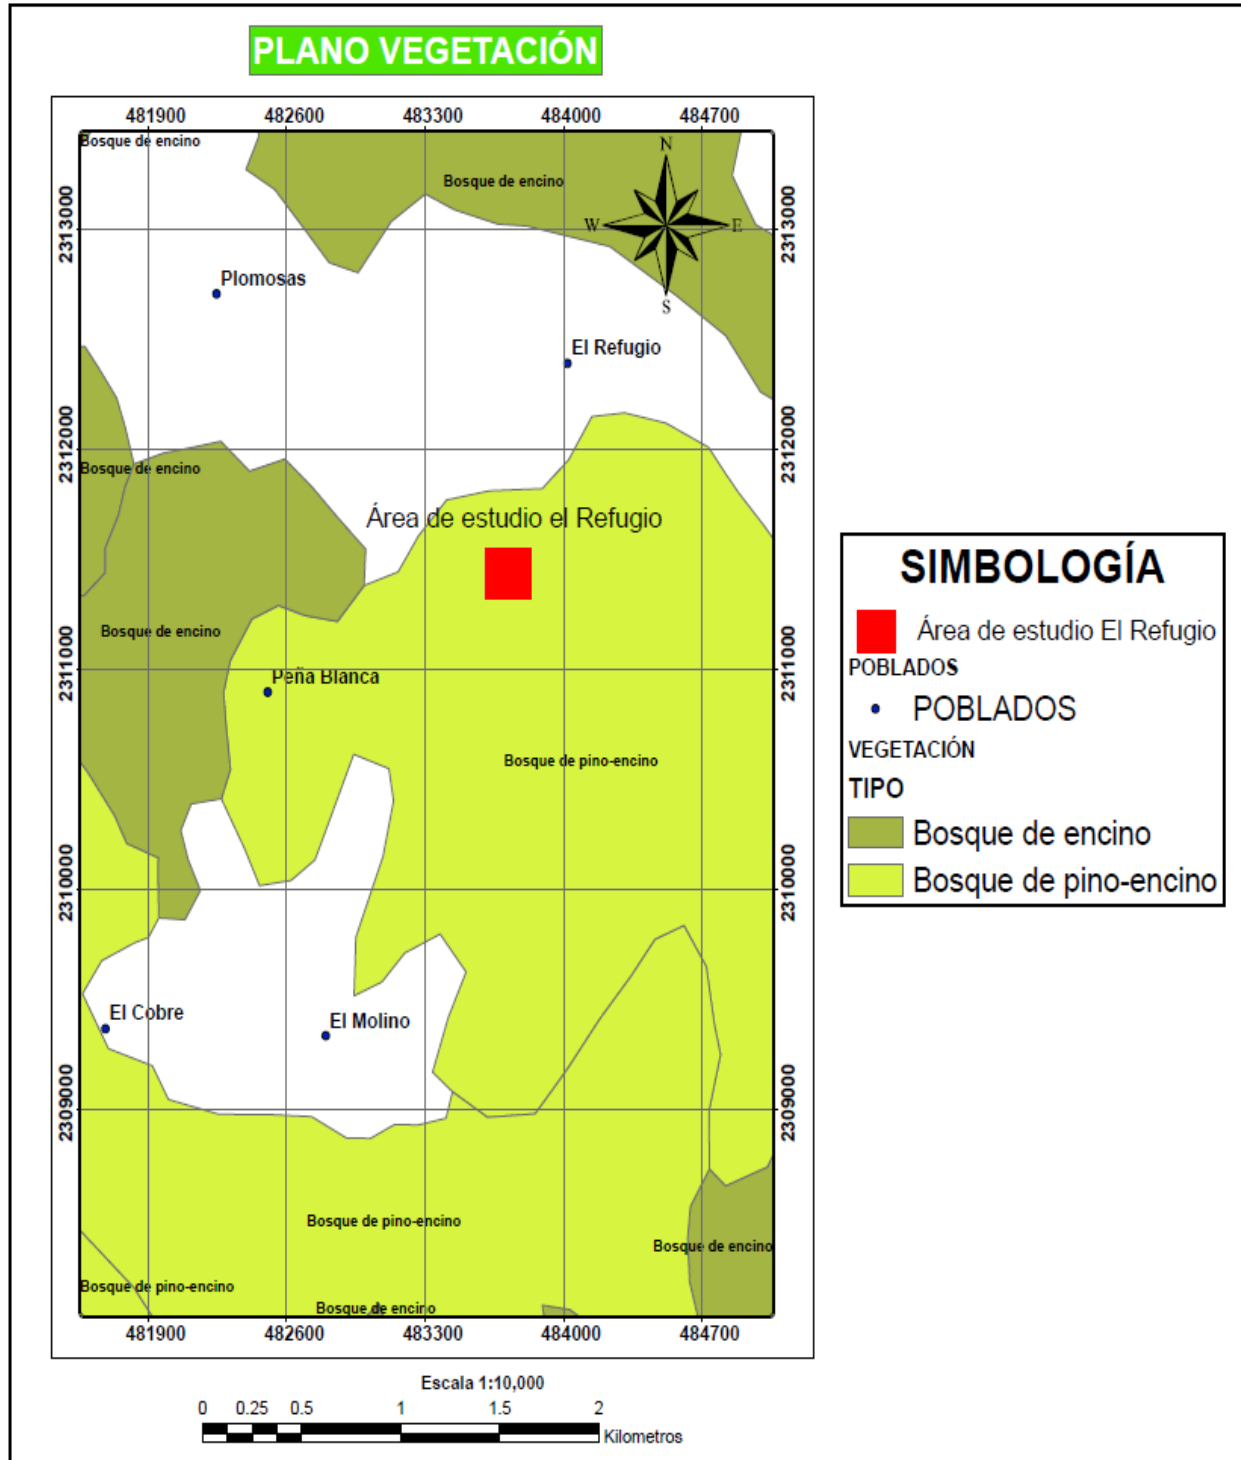 PLANO VEGETACIÓN
481900 482600 483300 484000 484700
Bosque de encino
Bosque de encino
N
W E
S
2313000 2313000
Plomosas
El Refugio
2312000 2312000
Bosque de encino
Área de estudio el Refugio
Bosque de encino
2311000 2311000
Peña Blanca
Bosque de pino-encino
2310000 2310000
El Cobre
El Molino
2309000 2309000
Bosque de pino-encino
Bosque de encino
Bosque de pino-encino
Bosque de encino
481900 482600 483300 484000 484700
Escala 1:10,000
0 0.25 0.5 1 1.5 2
Kilometros
SIMBOLOGÍA
Área de estudio El Refugio
POBLADOS
POBLADOS
VEGETACIÓN
TIPO
Bosque de encino
Bosque de pino-encino